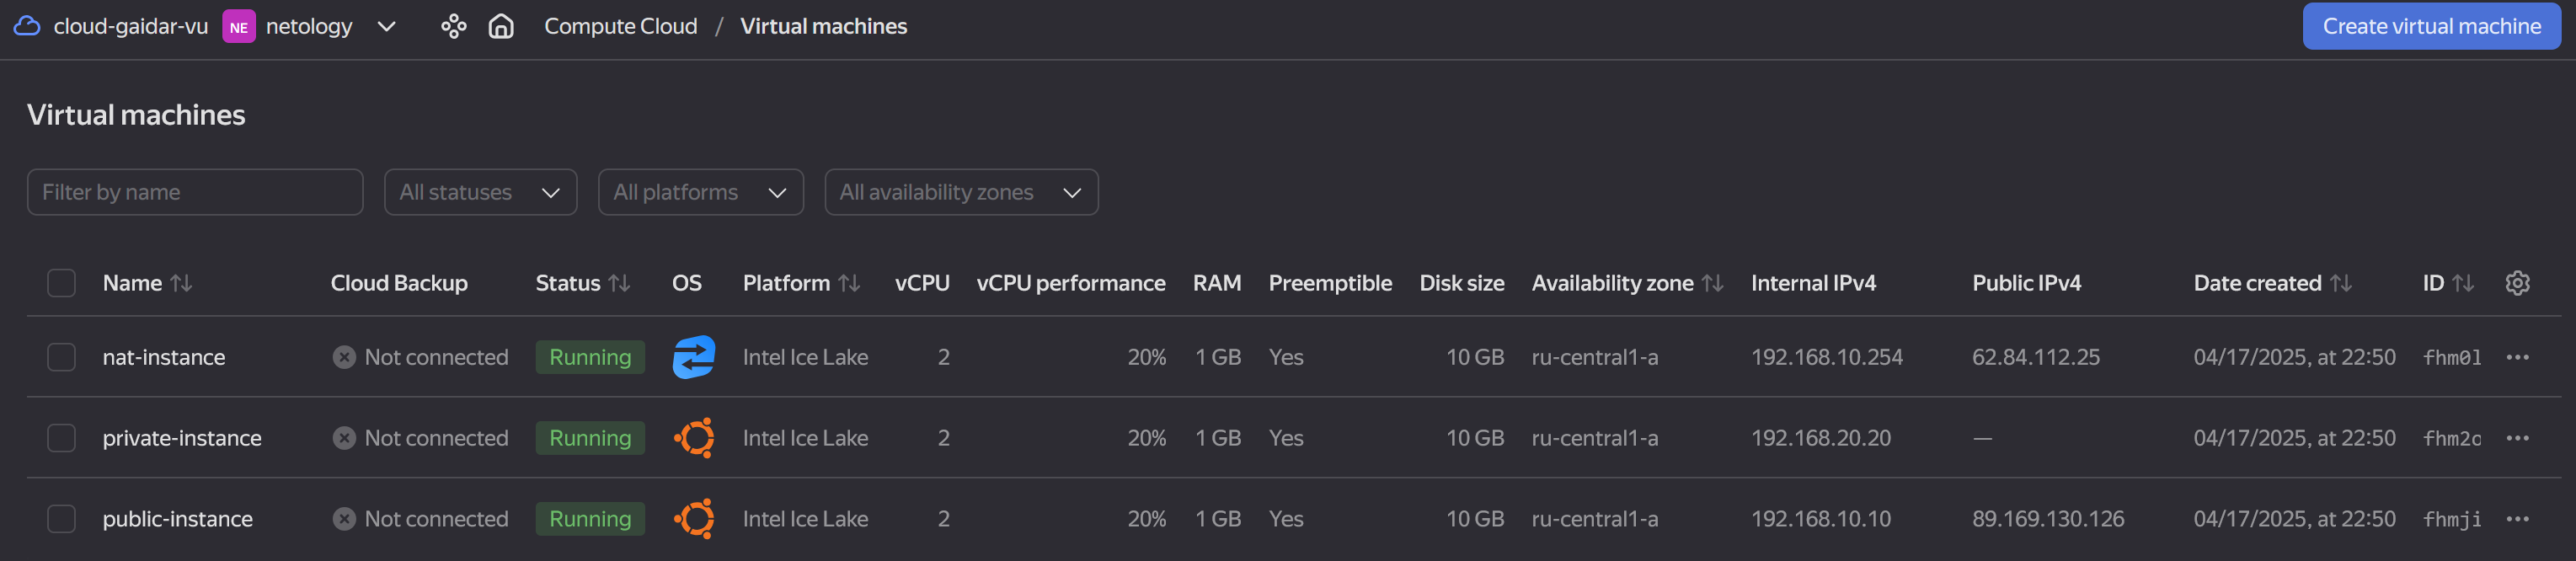 cloud-gaidar-vu NE netology Compute Cloud / Virtual machines Create virtual machine
Virtual machines
Filter by name All statuses All platforms All availability zones
Name Cloud Backup Status OS Platform vCPU vCPU performance RAM Preemptible Disk size Availability zone Internal IPv4 Public IPv4 Date created ID
nat-instance Not connected Running Intel Ice Lake 2 20% 1 GB Yes 10 GB ru-central1-a 192.168.10.254 62.84.112.25 04/17/2025, at 22:50 fhm0l
private-instance Not connected Running Intel Ice Lake 2 20% 1 GB Yes 10 GB ru-central1-a 192.168.20.20 — 04/17/2025, at 22:50 fhm2c
public-instance Not connected Running Intel Ice Lake 2 20% 1 GB Yes 10 GB ru-central1-a 192.168.10.10 89.169.130.126 04/17/2025, at 22:50 fhmji